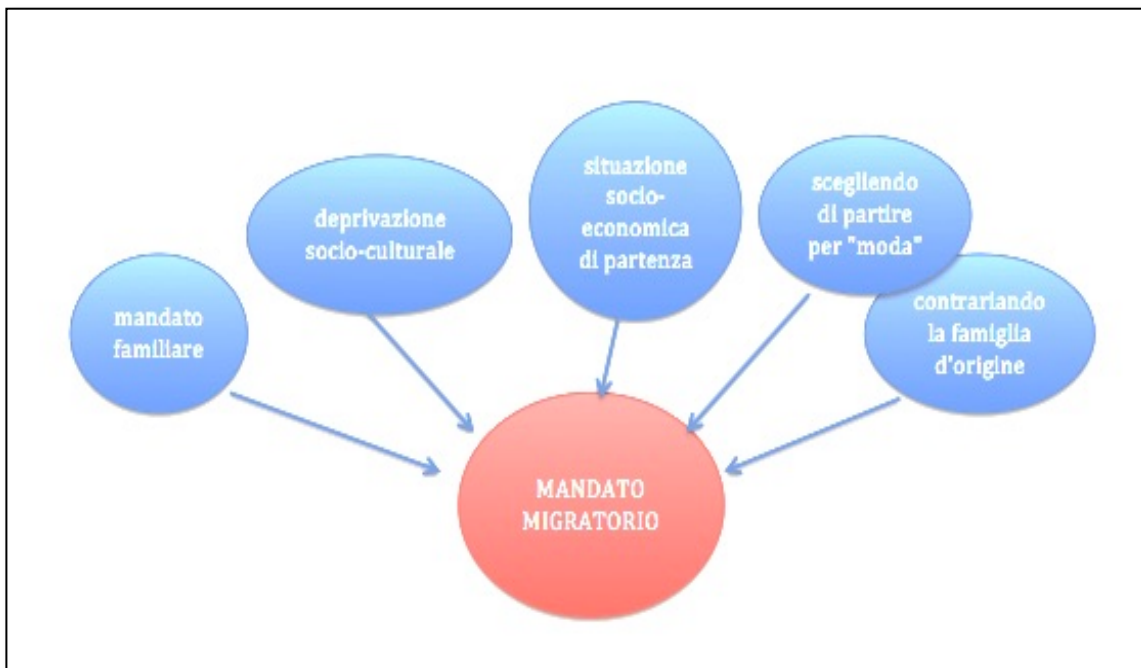 mandato
familiare
deprivazione
socio-culturale
situazione
socio-
economica
di partenza
scegliendo
di partire
per "moda"
contrariando
la famiglia
d'origine
MANDATO
MIGRATORIO